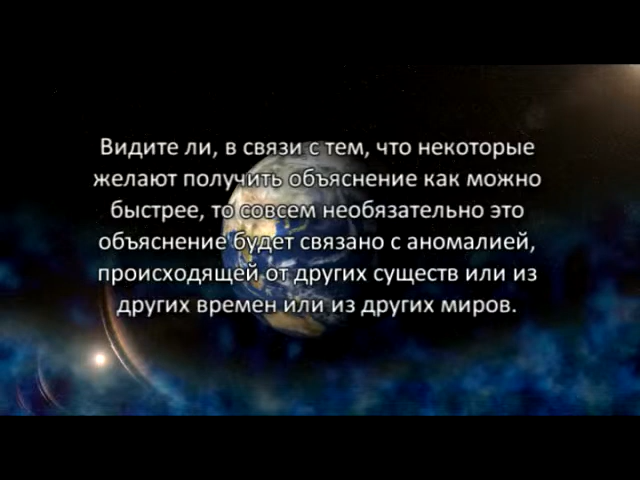 Видите ли, в связи с тем, что некоторые
желают получить объяснение как можно
быстрее, то совсем необязательно это
объяснение будет связано с аномалией,
происходящей от других существ или из
других времен или из других миров.